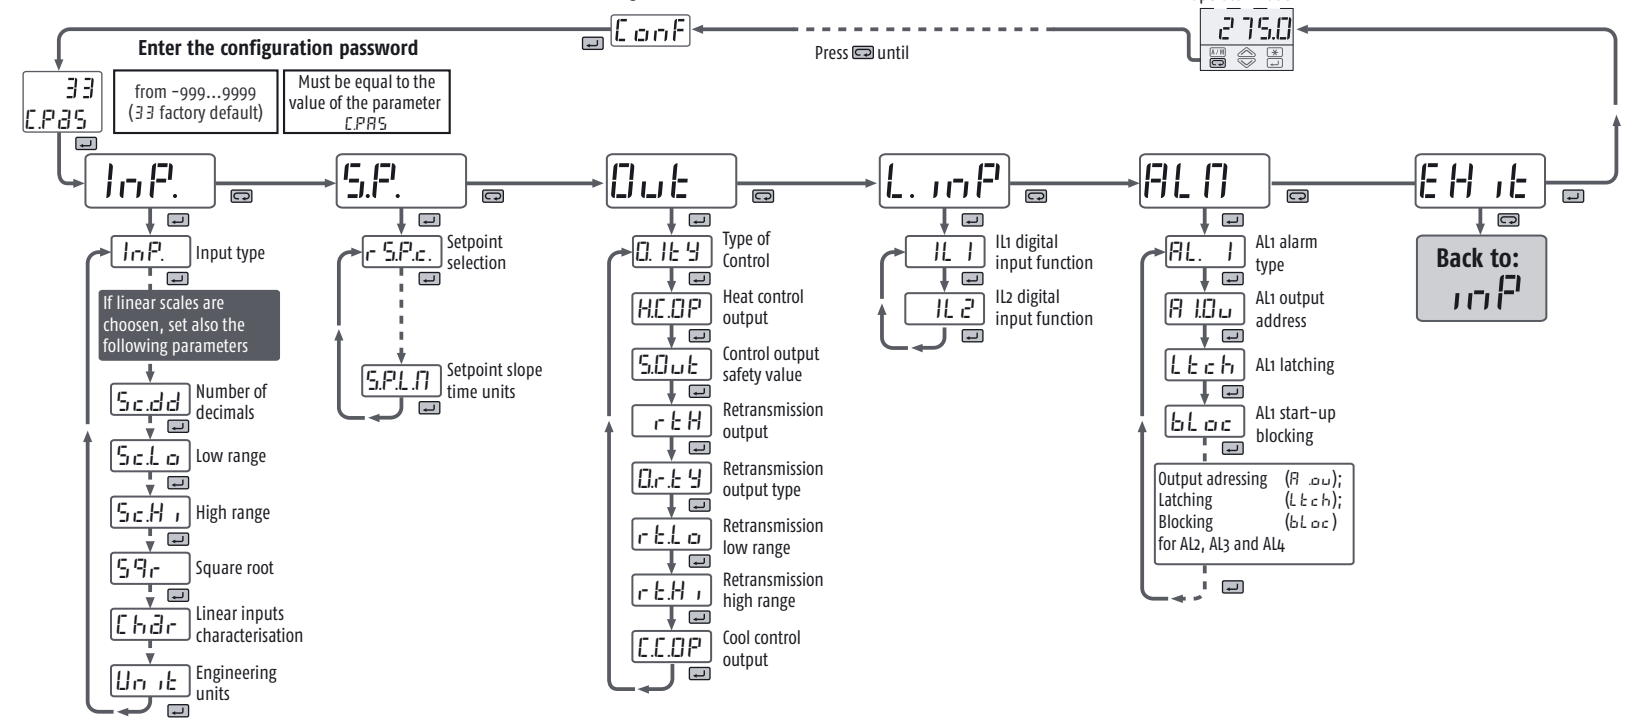 ConF
275.0
A/M
Press until
Enter the configuration password
33
C.PaS
from -999...9999
(33 factory default)
Must be equal to the
value of the parameter
C.PAS
InP.
S.P.
Out
L. inP
ALM
EHit
InP.
Input type
If linear scales are
choosen, set also the
following parameters
Sc.dd
Number of
decimals
Sc.Lo
Low range
Sc.Hi
High range
Sqr
Square root
Char
Linear inputs
characterisation
Unit
Engineering
units
r S.P.c.
Setpoint
selection
S.P.L.M
Setpoint slope
time units
O.ItY
Type of
Control
H.C.OP
Heat control
output
S.Out
Control output
safety value
rtH
Retransmission
output
O.r.tY
Retransmission
output type
rt.Lo
Retransmission
low range
rt.Hi
Retransmission
high range
C.C.OP
Cool control
output
IL 1
IL1 digital
input function
IL 2
IL2 digital
input function
AL. 1
AL1 alarm
type
A 1.Ou
AL1 output
address
Ltch
AL1 latching
bLoc
AL1 start-up
blocking
Output adressing (A .ou);
Latching (Ltch);
Blocking (bLoc)
for AL2, AL3 and AL4
Back to:
inP